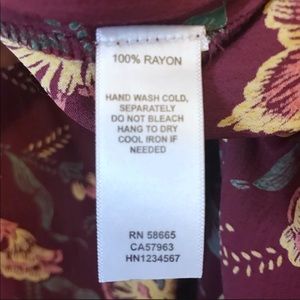 100% RAYON
HAND WASH COLD,
SEPARATELY
DO NOT BLEACH
HANG TO DRY
COOL IRON IF
NEEDED
RN 58665
CA57963
HN1234567